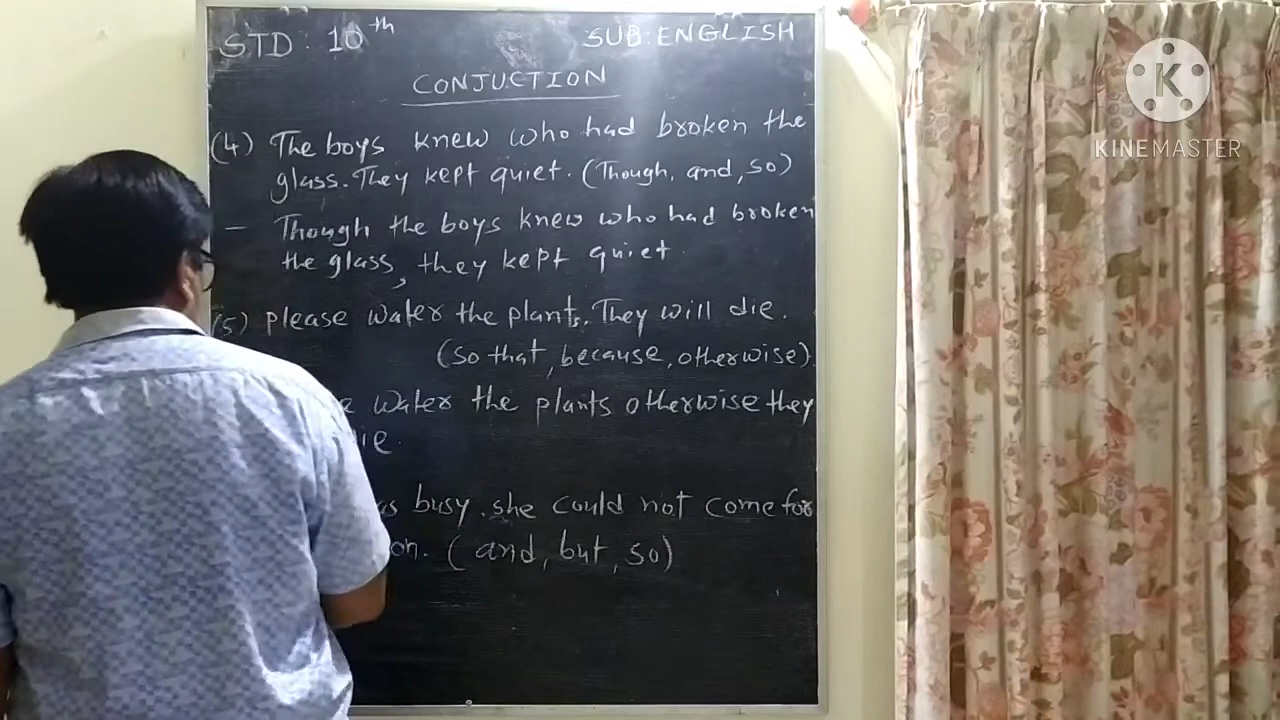 STD : 10th SUB: ENGLISH
CONJUCTION
(4) The boys knew who had broken the
glass. They kept quiet. (Though, and, so)
- Though the boys knew who had broken
the glass, they kept quiet.
(5) Please water the plants. They will die.
(so that, because, otherwise).
water the plants otherwise they
busy. she could not come for
(and, but, so)
K
KINEMASTER